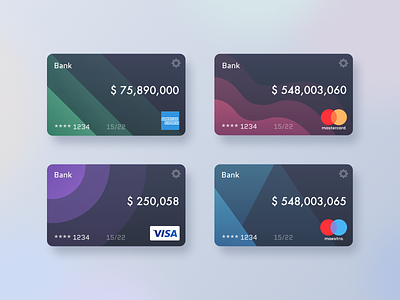 Bank
$ 75,890,000
**** 1234 15/22
Bank
$ 548,003,060
**** 1234 15/22
mastercard
Bank
$ 250,058
**** 1234 15/22
VISA
Bank
$ 548,003,065
**** 1234 15/22
maestro